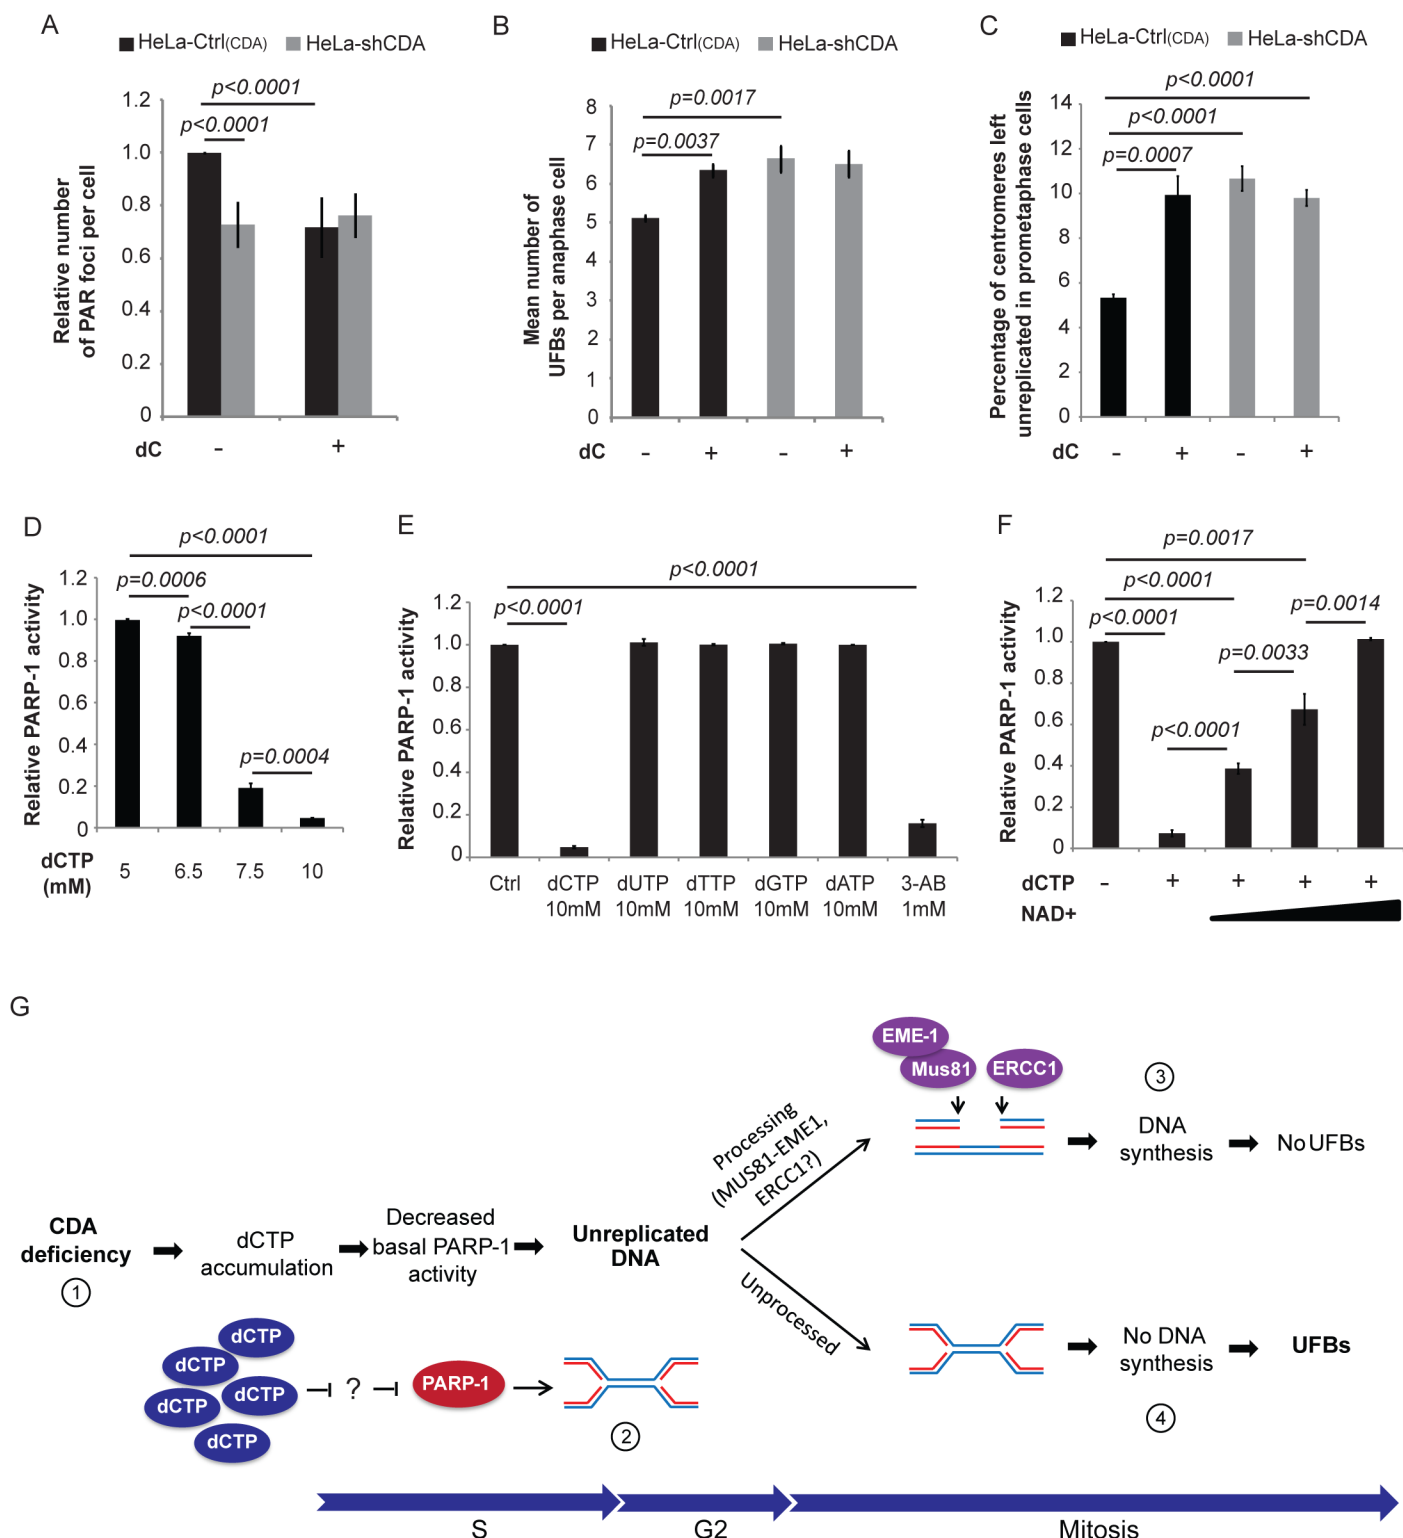 A
HeLa-Ctrl(CDA) HeLa-shCDA
p<0.0001
p<0.0001
Relative number
of PAR foci per cell
1.2
1
0.8
0.6
0.4
0.2
0
dC - +
B
HeLa-Ctrl(CDA) HeLa-shCDA
p=0.0017
p=0.0037
Mean number of
UFBs per anaphase cell
8
7
6
5
4
3
2
1
0
dC - + - +
C
HeLa-Ctrl(CDA) HeLa-shCDA
p<0.0001
p<0.0001
p=0.0007
Percentage of centromeres left
unreplicated in prometaphase cells
14
12
10
8
6
4
2
0
dC - + - +
D
p<0.0001
p=0.0006
p<0.0001
p=0.0004
Relative PARP-1 activity
1.2
1.0
0.8
0.6
0.4
0.2
0
dCTP
(mM)
5 6.5 7.5 10
E
p<0.0001
p<0.0001
Relative PARP-1 activity
1.2
1.0
0.8
0.6
0.4
0.2
0
Ctrl dCTP dUTP dTTP dGTP dATP 3-AB
10mM 10mM 10mM 10mM 10mM 1mM
F
p=0.0017
p<0.0001
p<0.0001
p=0.0014
p=0.0033
p<0.0001
Relative PARP-1 activity
1.2
1.0
0.8
0.6
0.4
0.2
0
dCTP - + + + +
NAD+
G
CDA
deficiency
1
dCTP
accumulation
Decreased
basal PARP-1
activity
Unreplicated
DNA
Processing
(MUS81-EME1,
ERCC1?)
Unprocessed
EME-1
Mus81
ERCC1
3
DNA
synthesis
No UFBs
No DNA
synthesis
UFBs
4
dCTP
dCTP
dCTP
dCTP
dCTP
?
PARP-1
2
S
G2
Mitosis